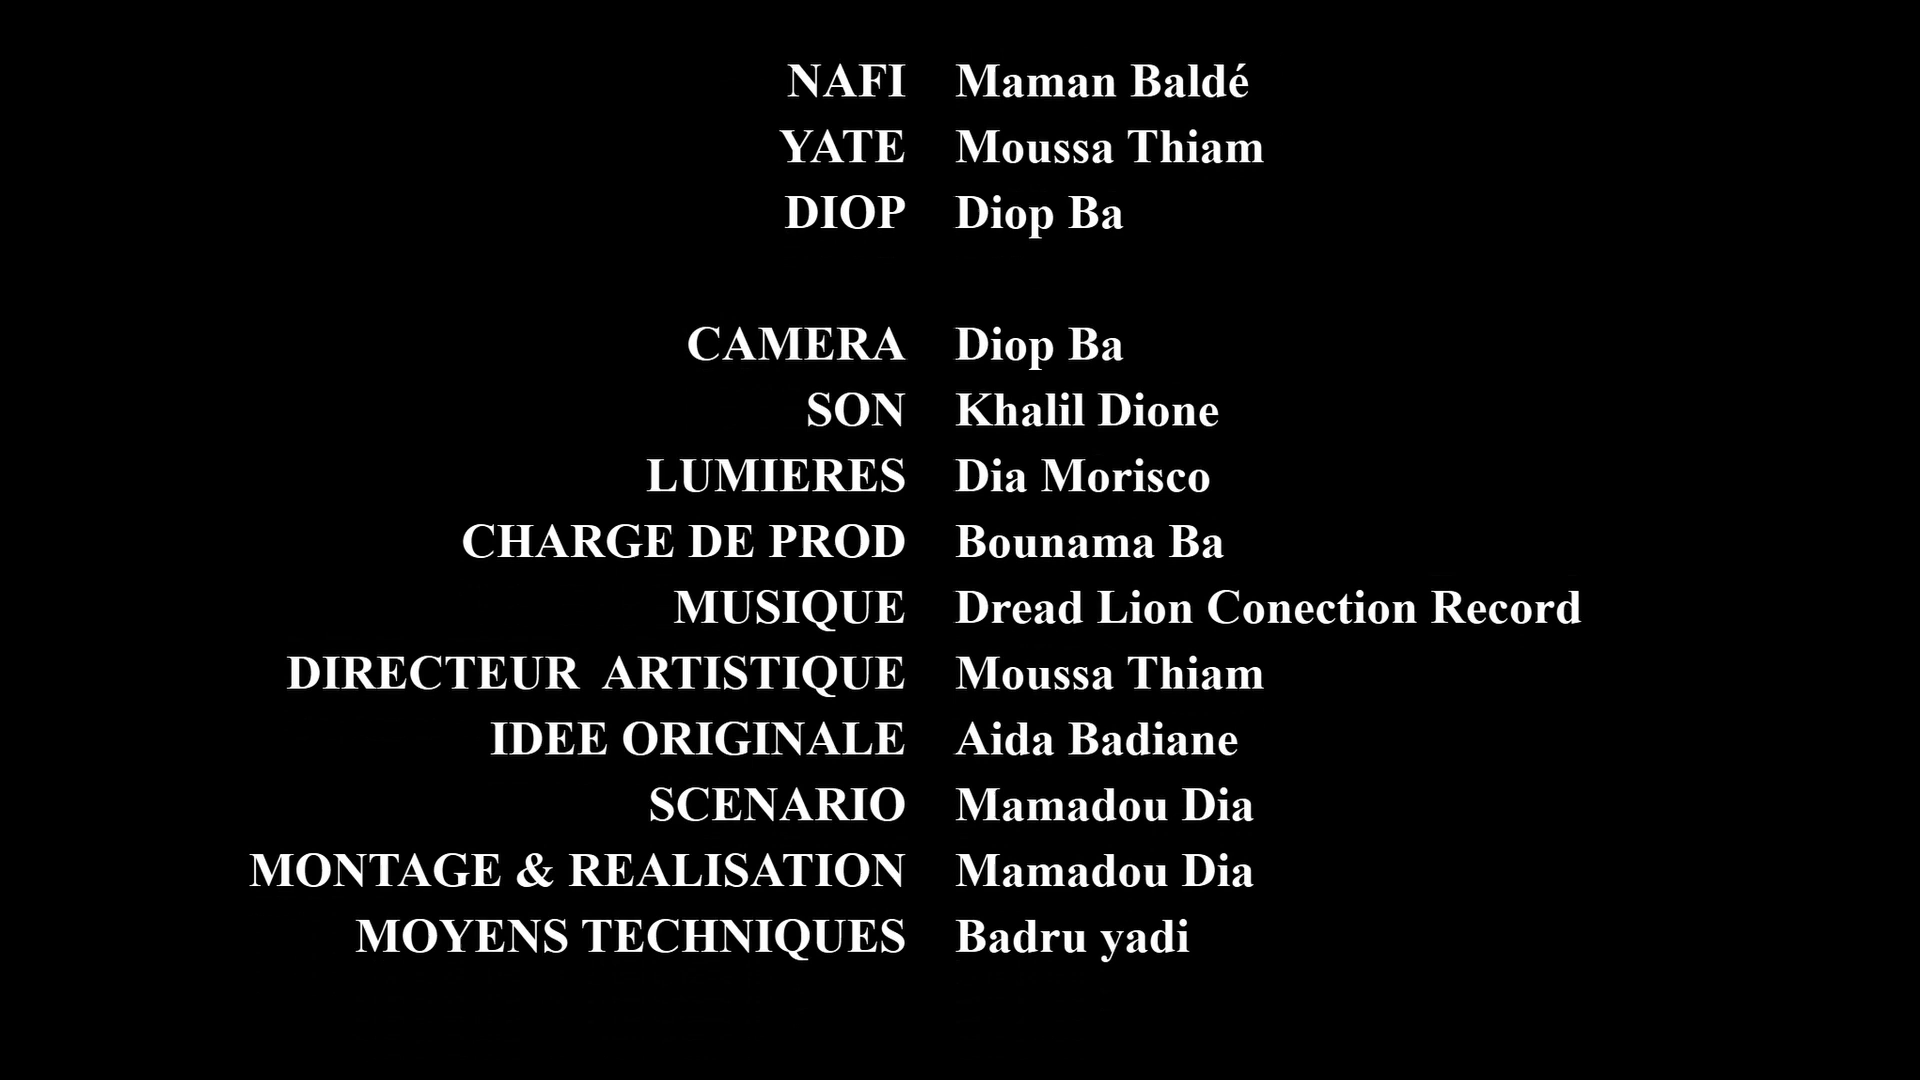 NAFI Maman Baldé
YATE Moussa Thiam
DIOP Diop Ba
CAMERA Diop Ba
SON Khalil Dione
LUMIERES Dia Morisco
CHARGE DE PROD Bounama Ba
MUSIQUE Dread Lion Conection Record
DIRECTEUR ARTISTIQUE Moussa Thiam
IDEE ORIGINALE Aida Badiane
SCENARIO Mamadou Dia
MONTAGE & REALISATION Mamadou Dia
MOYENS TECHNIQUES Badru yadi